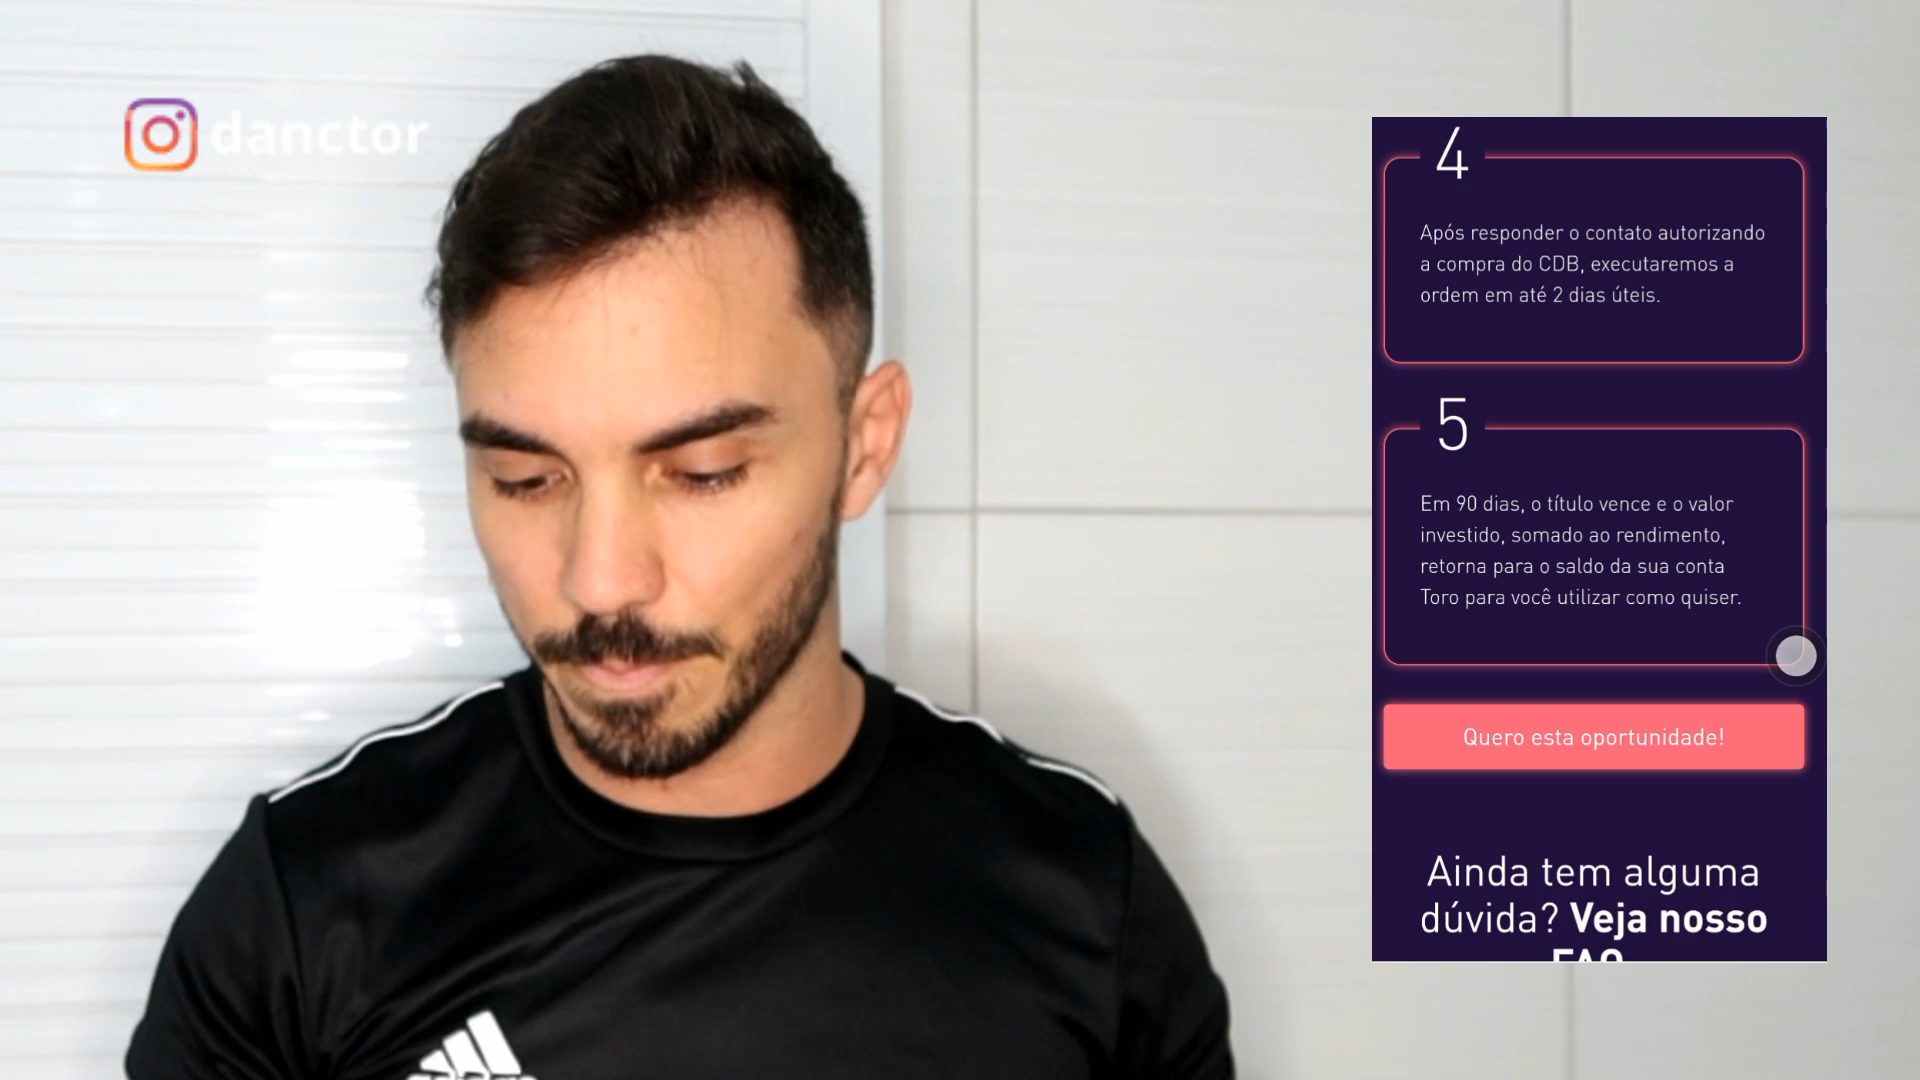 danctor
4
Após responder o contato autorizando
a compra do CDB, executaremos a
ordem em até 2 dias úteis.
5
Em 90 dias, o título vence e o valor
investido, somado ao rendimento,
retorna para o saldo da sua conta
Toro para você utilizar como quiser.
Quero esta oportunidade!
Ainda tem alguma
dúvida? Veja nosso
FAQ